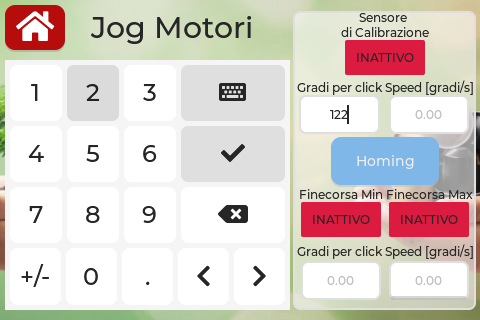 Jog Motori
1 2 3
4 5 6
7 8 9
+/- 0 .
Sensore
di Calibrazione
INATTIVO
Gradi per click Speed [gradi/s]
122 0.00
Homing
Finecorsa Min Finecorsa Max
INATTIVO INATTIVO
Gradi per click Speed [gradi/s]
0.00 0.00